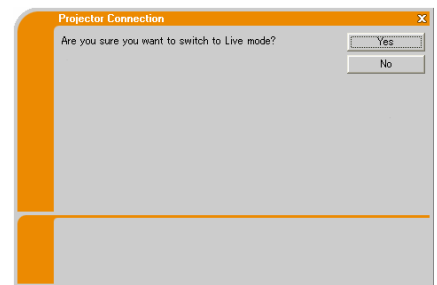 Projector Connection X
Are you sure you want to switch to Live mode?
Yes
No